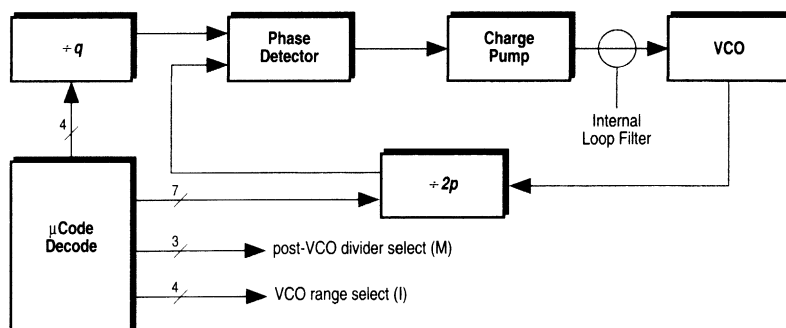 ÷ q
Phase
Detector
Charge
Pump
VCO
Internal
Loop Filter
4
÷ 2p
7
μCode
Decode
3
post-VCO divider select (M)
4
VCO range select (I)